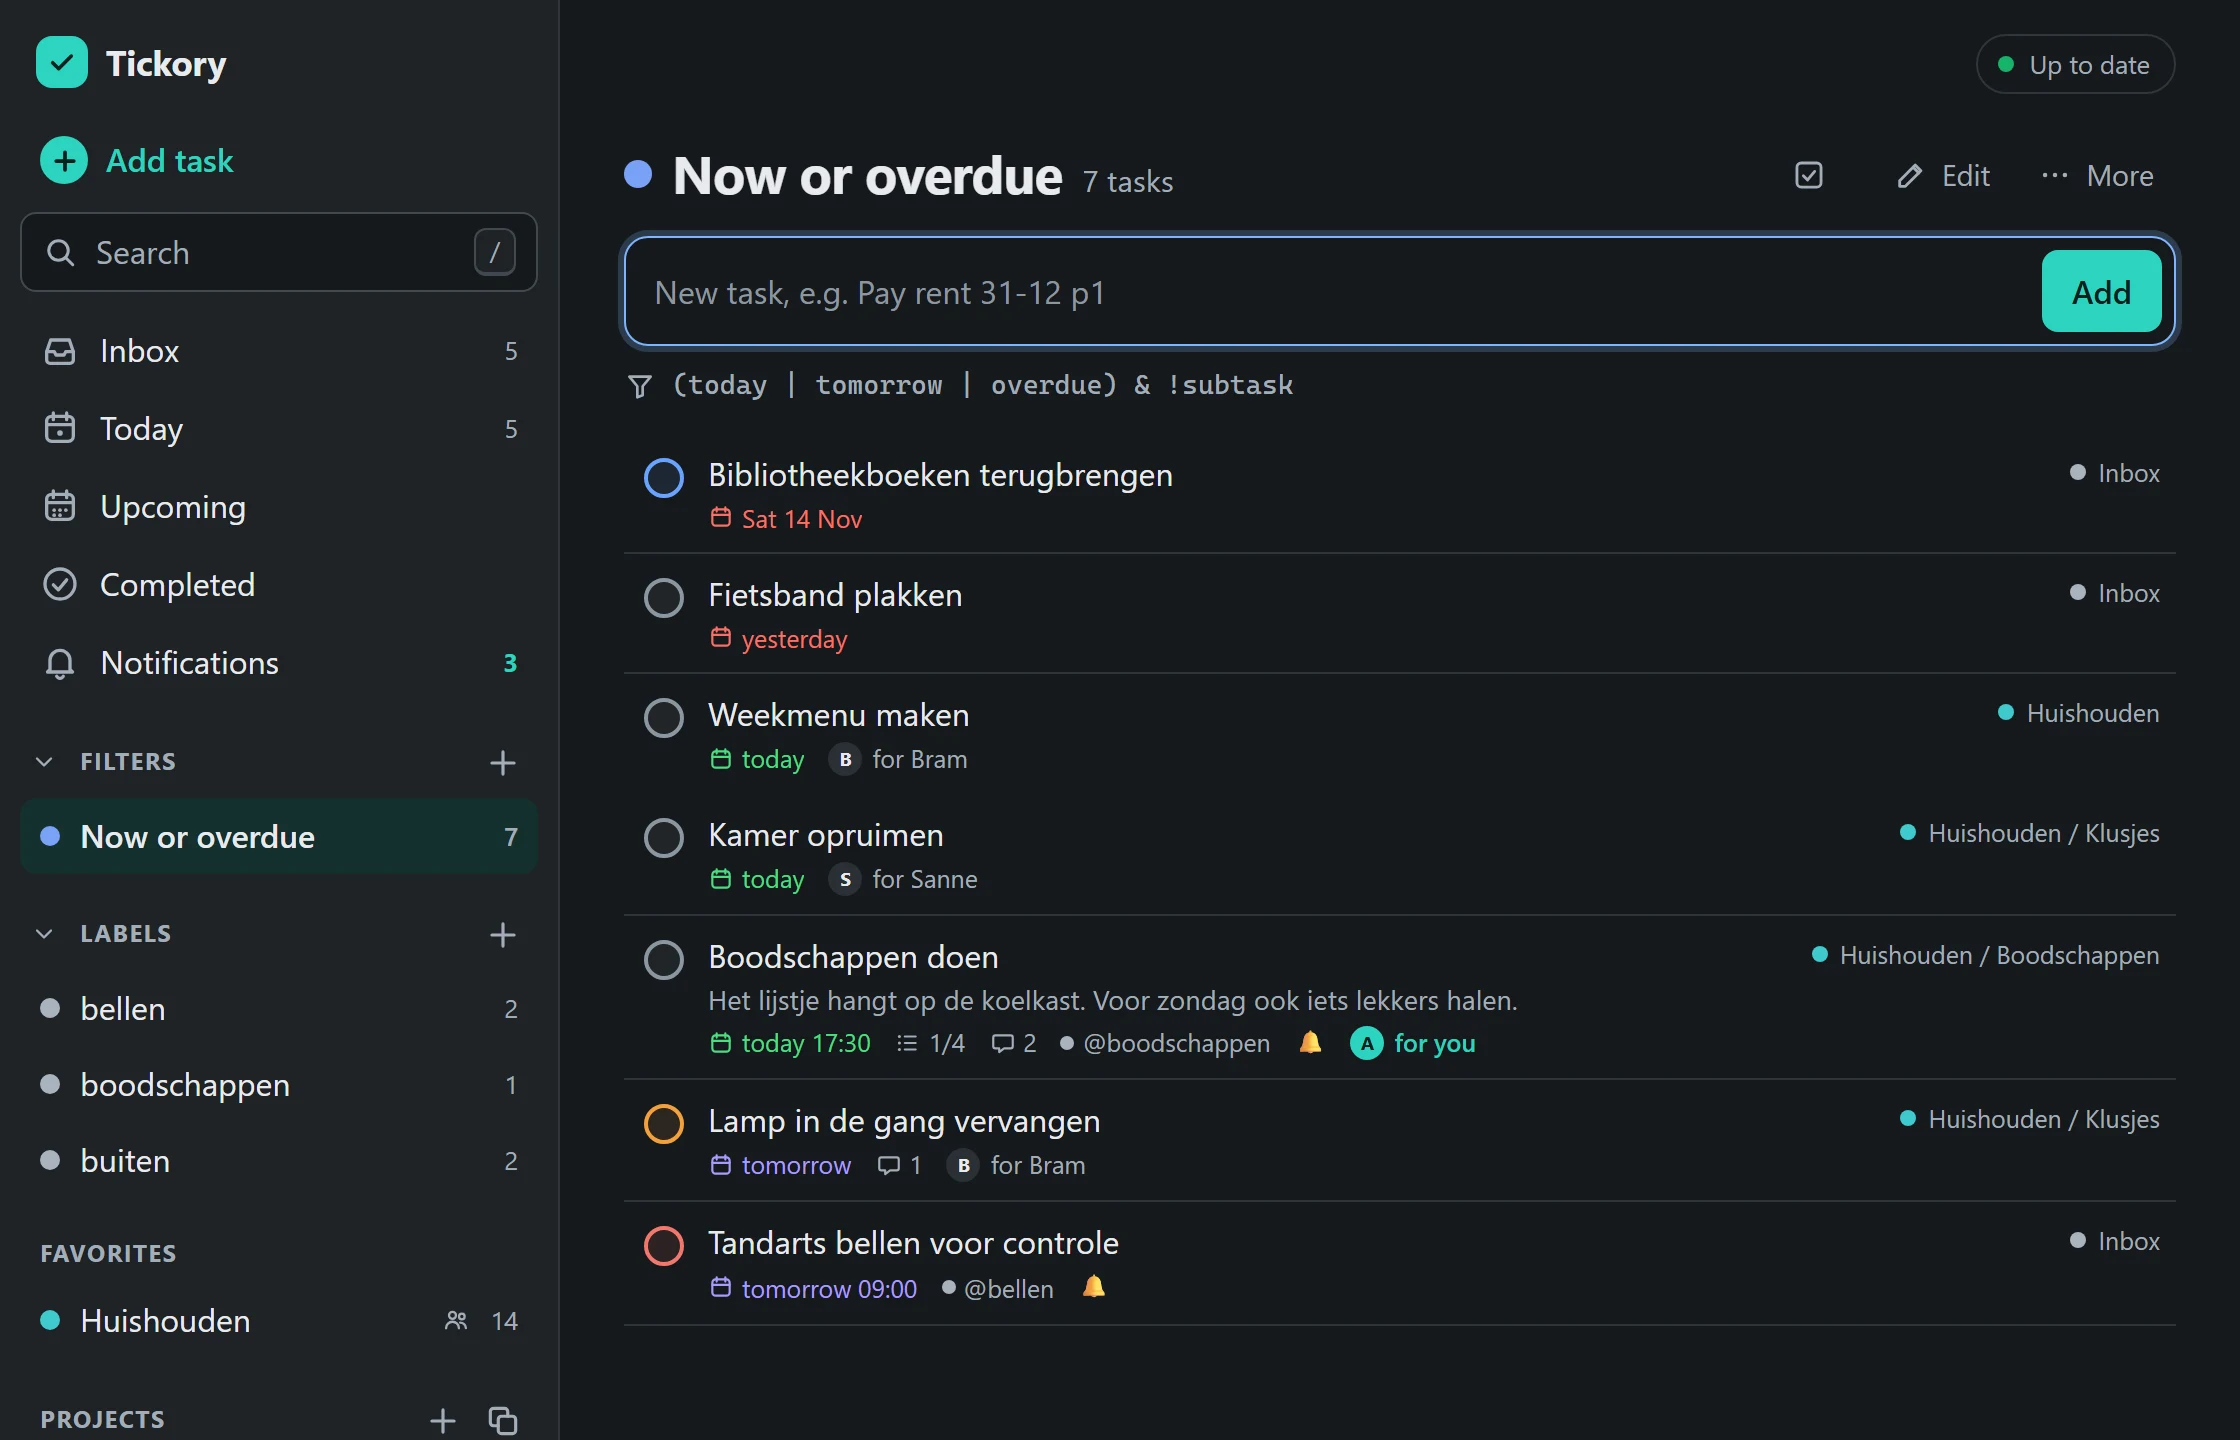 Tickory
Add task
Search /
Inbox 5
Today 5
Upcoming
Completed
Notifications 3
FILTERS
Now or overdue 7
LABELS
bellen 2
boodschappen 1
buiten 2
FAVORITES
Huishouden 14
PROJECTS
Up to date
Now or overdue 7 tasks
Edit
More
New task, e.g. Pay rent 31-12 p1
Add
(today | tomorrow | overdue) & !subtask
Bibliotheekboeken terugbrengen
Inbox
Sat 14 Nov
Fietsband plakken
Inbox
yesterday
Weekmenu maken
Huishouden
today B for Bram
Kamer opruimen
Huishouden / Klusjes
today S for Sanne
Boodschappen doen
Huishouden / Boodschappen
Het lijstje hangt op de koelkast. Voor zondag ook iets lekkers halen.
today 17:30 1/4 2 @boodschappen A for you
Lamp in de gang vervangen
Huishouden / Klusjes
tomorrow 1 B for Bram
Tandarts bellen voor controle
Inbox
tomorrow 09:00 @bellen